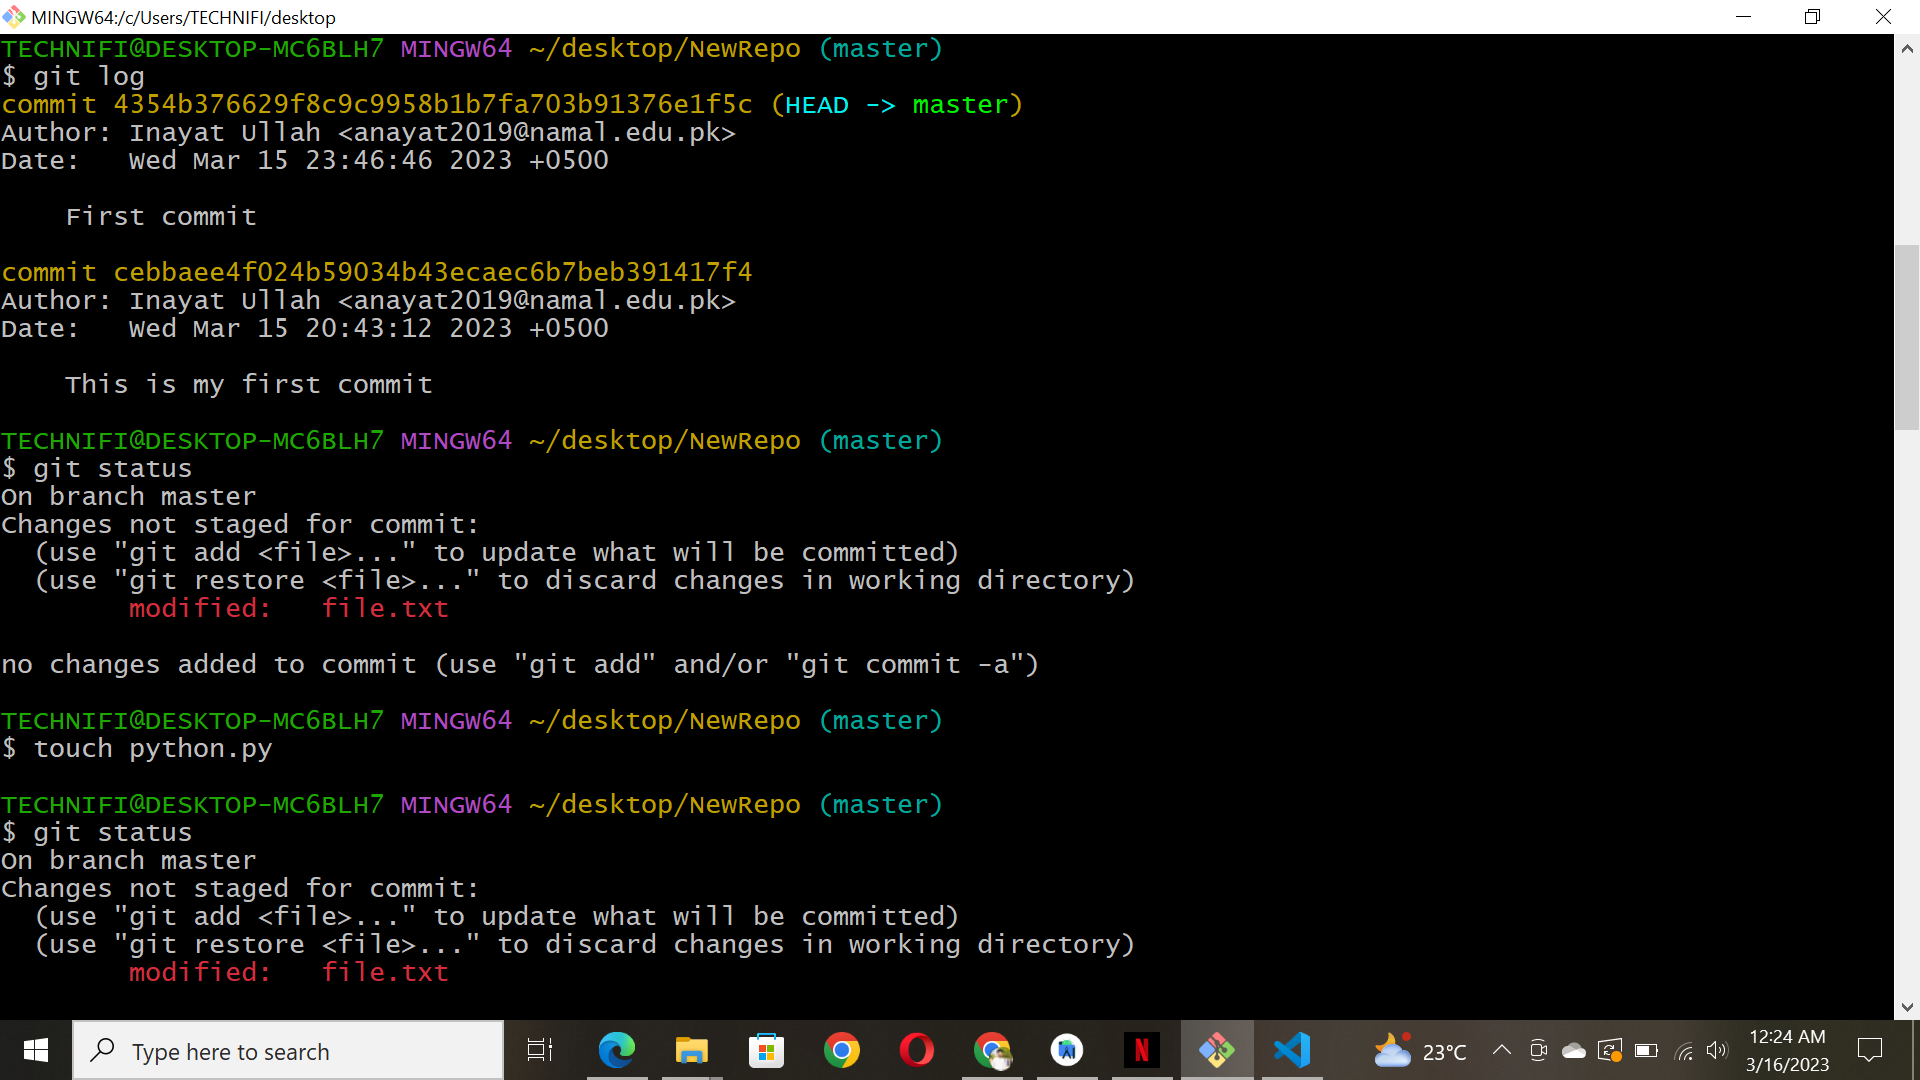 MINGW64:/c/Users/TECHNIFI/desktop
TECHNIFI@DESKTOP-MC6BLH7 MINGW64 ~/desktop/NewRepo (master)
$ git log
commit 4354b376629f8c9c9958b1b7fa703b91376e1f5c (HEAD -> master)
Author: Inayat Ullah <anayat2019@namal.edu.pk>
Date:   Wed Mar 15 23:46:46 2023 +0500
    First commit
commit cebbaee4f024b59034b43ecaec6b7beb391417f4
Author: Inayat Ullah <anayat2019@namal.edu.pk>
Date:   Wed Mar 15 20:43:12 2023 +0500
    This is my first commit
TECHNIFI@DESKTOP-MC6BLH7 MINGW64 ~/desktop/NewRepo (master)
$ git status
On branch master
Changes not staged for commit:
  (use "git add <file>..." to update what will be committed)
  (use "git restore <file>..." to discard changes in working directory)
        modified:   file.txt
no changes added to commit (use "git add" and/or "git commit -a")
TECHNIFI@DESKTOP-MC6BLH7 MINGW64 ~/desktop/NewRepo (master)
$ touch python.py
TECHNIFI@DESKTOP-MC6BLH7 MINGW64 ~/desktop/NewRepo (master)
$ git status
On branch master
Changes not staged for commit:
  (use "git add <file>..." to update what will be committed)
  (use "git restore <file>..." to discard changes in working directory)
        modified:   file.txt
Type here to search
N
23°C
12:24 AM
3/16/2023